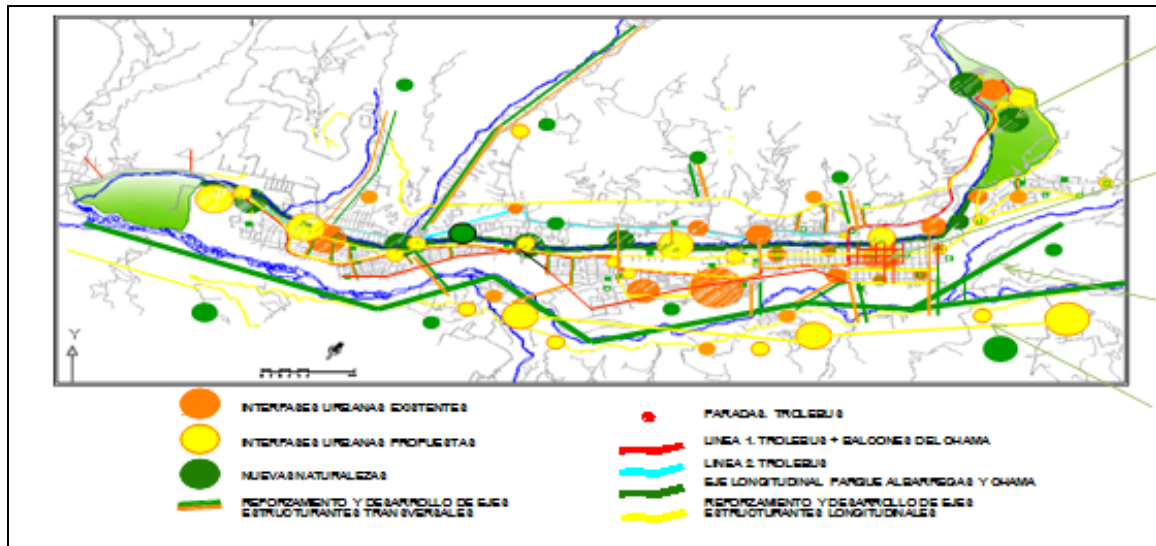 Y
INTERFASES URBANAS EXISTENTES
INTERFASES URBANAS PROPUESTAS
NUEVAS NATURALEZAS
REFORZAMIENTO Y DESARROLLO DE EJES
ESTRUCTURANTES TRANSVERSALES
PARADAS. TROLEBUS
LINEA 1. TROLEBUS + BALCONES DEL CHAMA
LINEA 2. TROLEBUS
EJE LONGITUDINAL PARQUE ALBARREGAS Y CHAMA
REFORZAMIENTO Y DESARROLLO DE EJES
ESTRUCTURANTES LONGITUDINALES